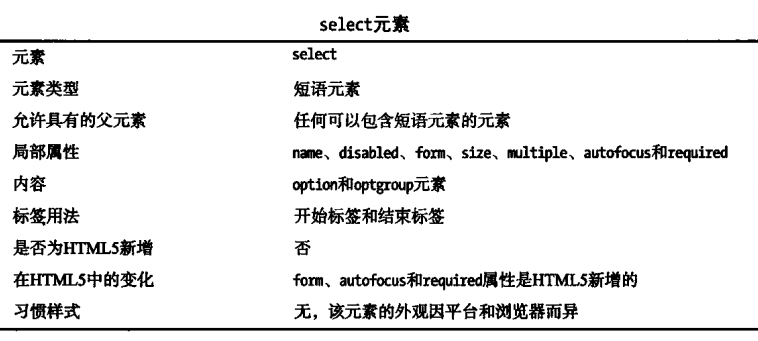 select元素
元素 select
元素类型 短语元素
允许具有的父元素 任何可以包含短语元素的元素
局部属性 name、disabled、form、size、multiple、autofocus和required
内容 option和optgroup元素
标签用法 开始标签和结束标签
是否为HTML5新增 否
在HTML5中的变化 form、autofocus和required属性是HTML5新增的
习惯样式 无，该元素的外观因平台和浏览器而异